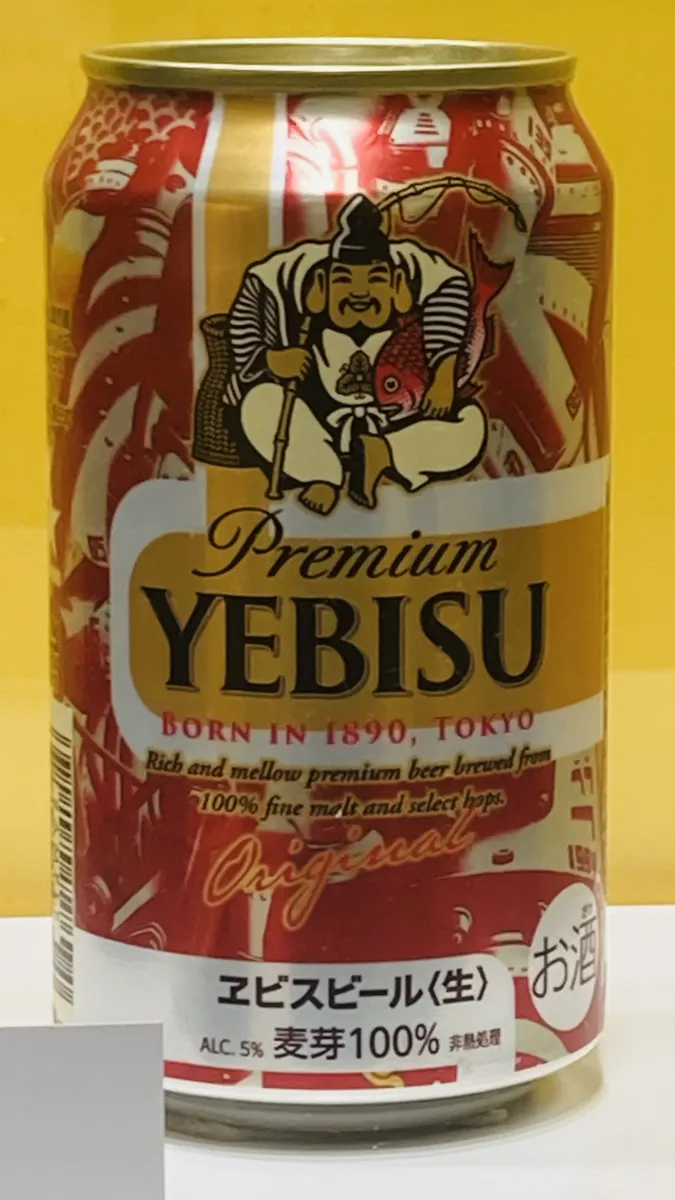 Premium
YEBISU
BORN IN 1890, TOKYO
Rich and mellow premium beer brewed from
100% fine malt and select hops.
Original
ヱビスビール〈生〉
ALC. 5% 麦芽100% 非熱処理
お酒